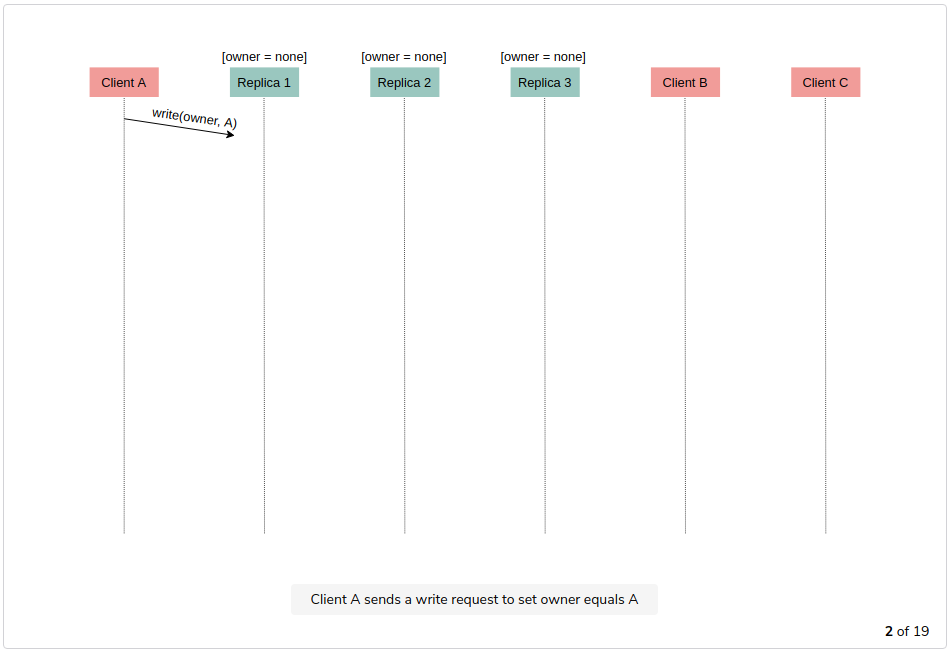 [owner = none] [owner = none] [owner = none]
Client A Replica 1 Replica 2 Replica 3 Client B Client C
write(owner, A)
Client A sends a write request to set owner equals A
2 of 19